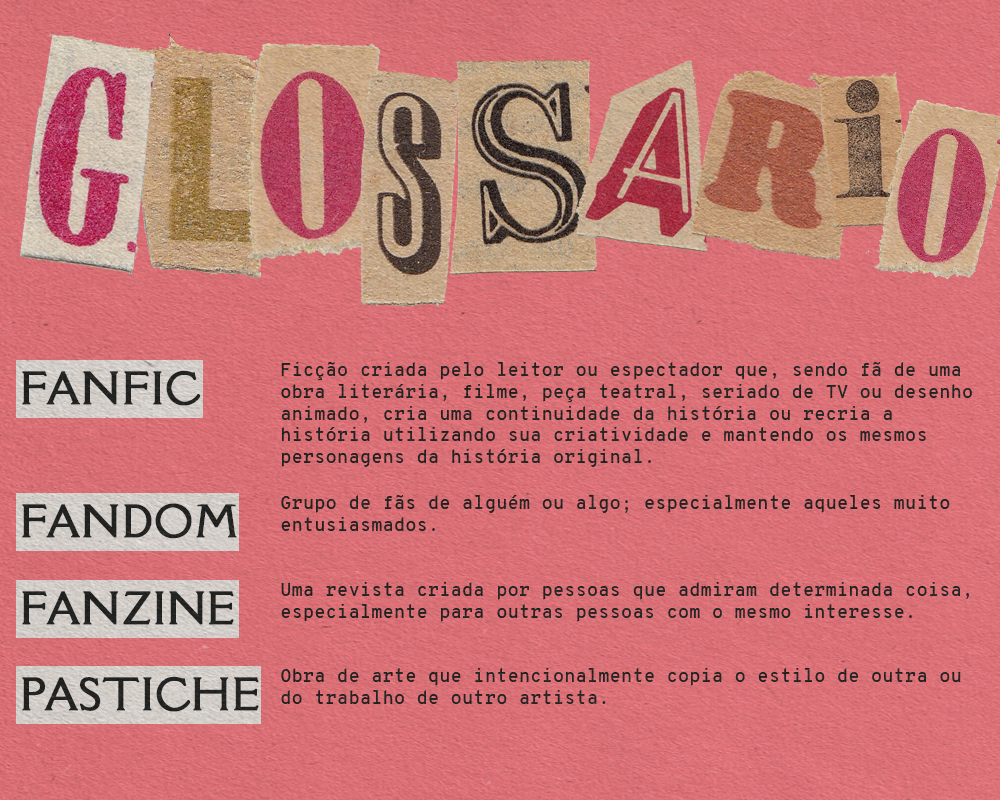 GLOSSARiO
FANFIC
Ficção criada pelo leitor ou espectador que, sendo fã de uma
obra literária, filme, peça teatral, seriado de TV ou desenho
animado, cria uma continuidade da história ou recria a
história utilizando sua criatividade e mantendo os mesmos
personagens da história original.
FANDOM
Grupo de fãs de alguém ou algo; especialmente aqueles muito
entusiasmados.
FANZINE
Uma revista criada por pessoas que admiram determinada coisa,
especialmente para outras pessoas com o mesmo interesse.
PASTICHE
Obra de arte que intencionalmente copia o estilo de outra ou
do trabalho de outro artista.